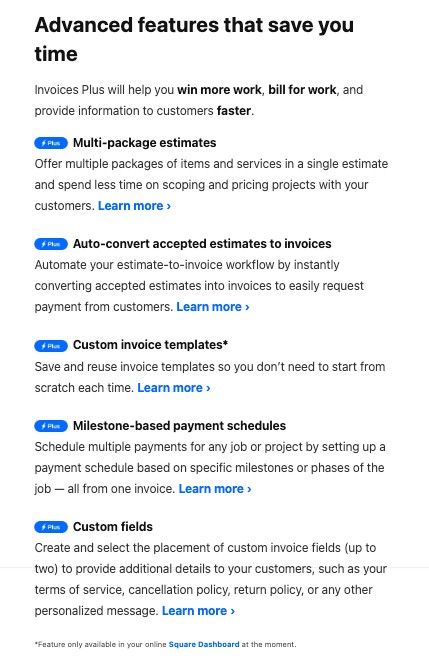 Advanced features that save you
time
Invoices Plus will help you win more work, bill for work, and
provide information to customers faster.
Plus Multi-package estimates
Offer multiple packages of items and services in a single estimate
and spend less time on scoping and pricing projects with your
customers. Learn more ›
Plus Auto-convert accepted estimates to invoices
Automate your estimate-to-invoice workflow by instantly
converting accepted estimates into invoices to easily request
payment from customers. Learn more ›
Plus Custom invoice templates*
Save and reuse invoice templates so you don’t need to start from
scratch each time. Learn more ›
Plus Milestone-based payment schedules
Schedule multiple payments for any job or project by setting up a
payment schedule based on specific milestones or phases of the
job — all from one invoice. Learn more ›
Plus Custom fields
Create and select the placement of custom invoice fields (up to
two) to provide additional details to your customers, such as your
terms of service, cancellation policy, return policy, or any other
personalized message. Learn more ›
*Feature only available in your online Square Dashboard at the moment.